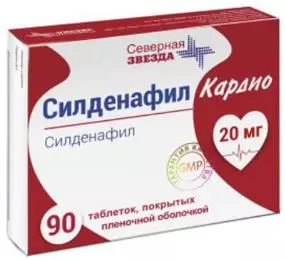 Северная
ЗВЕЗДА
Силденафил Кардио
Силденафил
20 мг
GMP
90 таблеток, покрытых
пленочной оболочкой